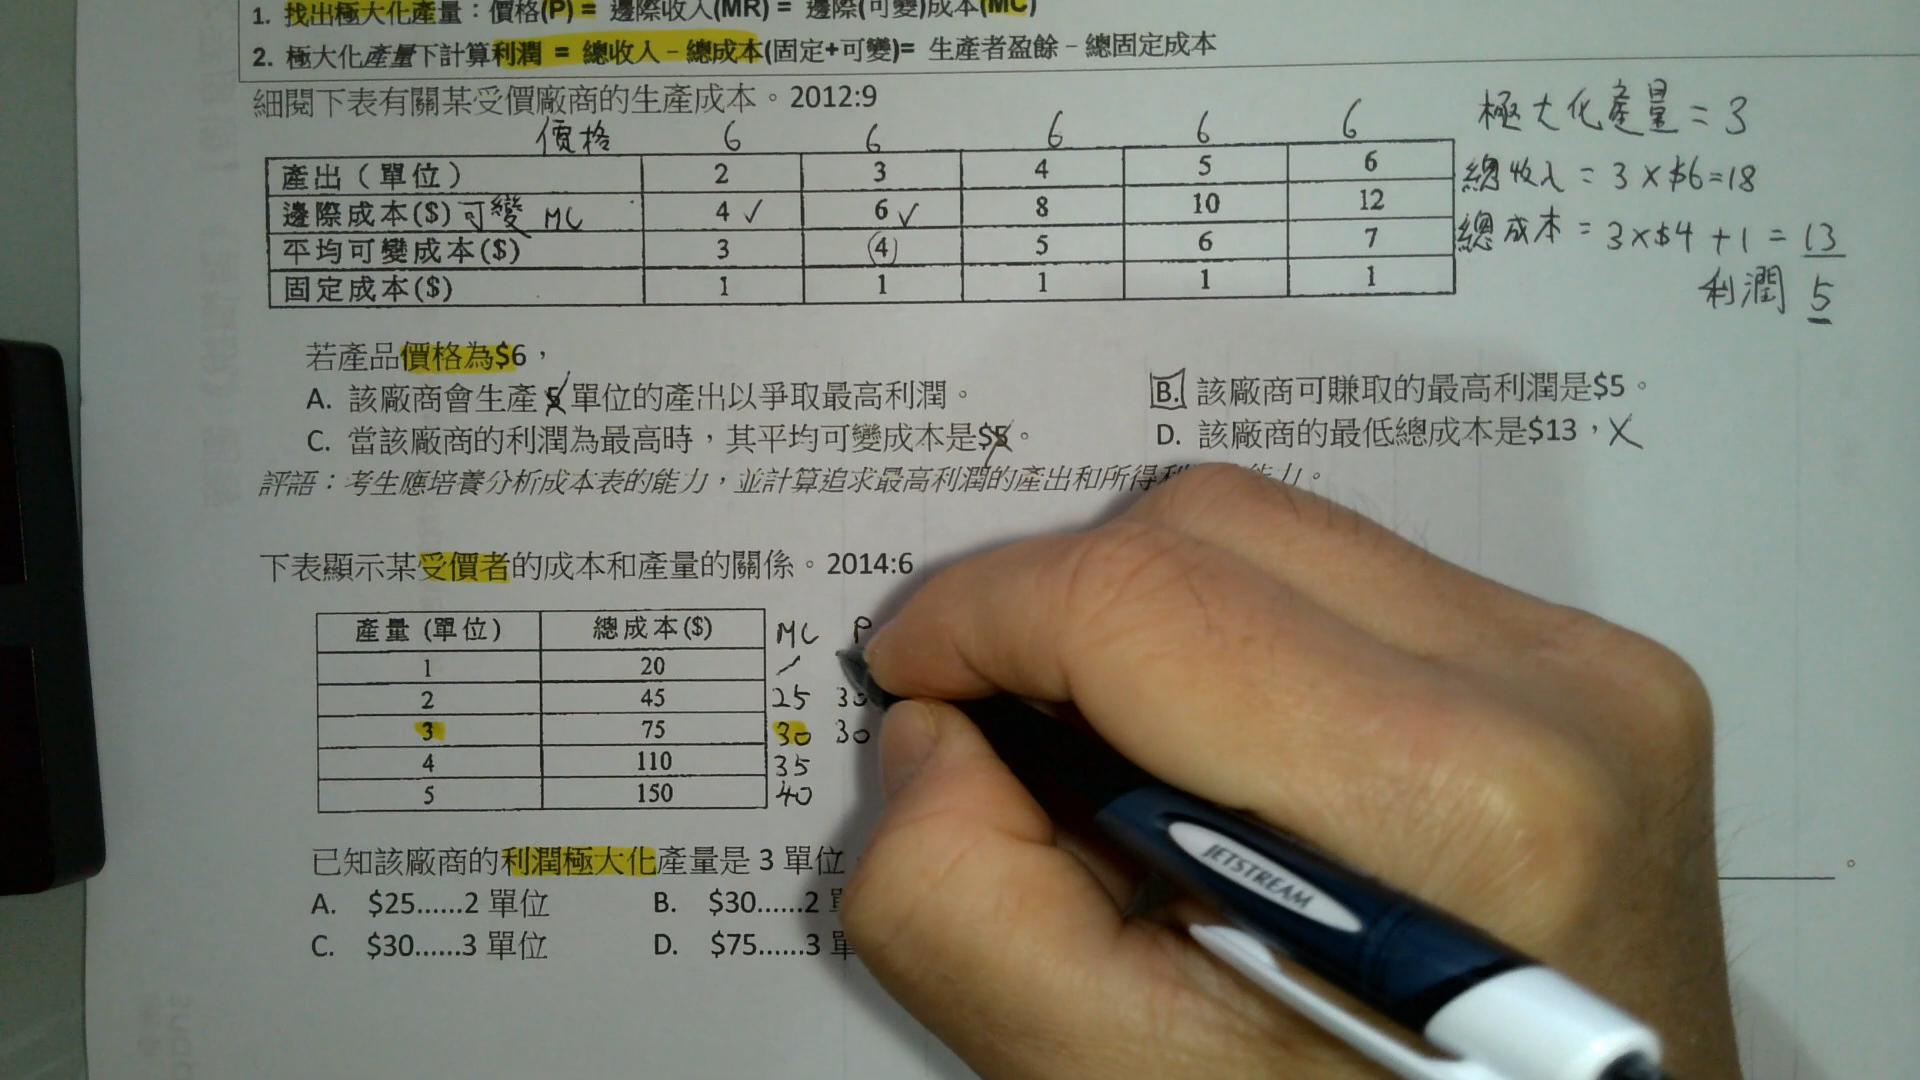 1. 找出極大化產量：價格(P) = 邊際收入(MR) = 邊際(可變)成本(MC)
2. 極大化產量下計算利潤 = 總收入 – 總成本(固定+可變)= 生產者盈餘 – 總固定成本
細閱下表有關某受價廠商的生產成本。2012:9
價格 6 6 6 6 6
產出（單位） 2 3 4 5 6
邊際成本($) 可變 MC 4 ✓ 6 ✓ 8 10 12
平均可變成本($) 3 (4) 5 6 7
固定成本($) 1 1 1 1 1
極大化產量 = 3
總收入 = 3 x $6=18
總成本 = 3 x $4 + 1 = 13
利潤 5
若產品價格為$6，
A. 該廠商會生產 5 單位的產出以爭取最高利潤。 B. 該廠商可賺取的最高利潤是$5。
C. 當該廠商的利潤為最高時，其平均可變成本是$5。 D. 該廠商的最低總成本是$13，X
評語：考生應培養分析成本表的能力，並計算追求最高利潤的產出和所得 能力。
下表顯示某受價者的成本和產量的關係。2014:6
產量 (單位) 總成本($) MC P
1 20
2 45 25 30
3 75 30 30
4 110 35
5 150 40
已知該廠商的利潤極大化產量是 3 單位 。
A. $25......2 單位 B. $30......2
C. $30......3 單位 D. $75......3
JETSTREAM